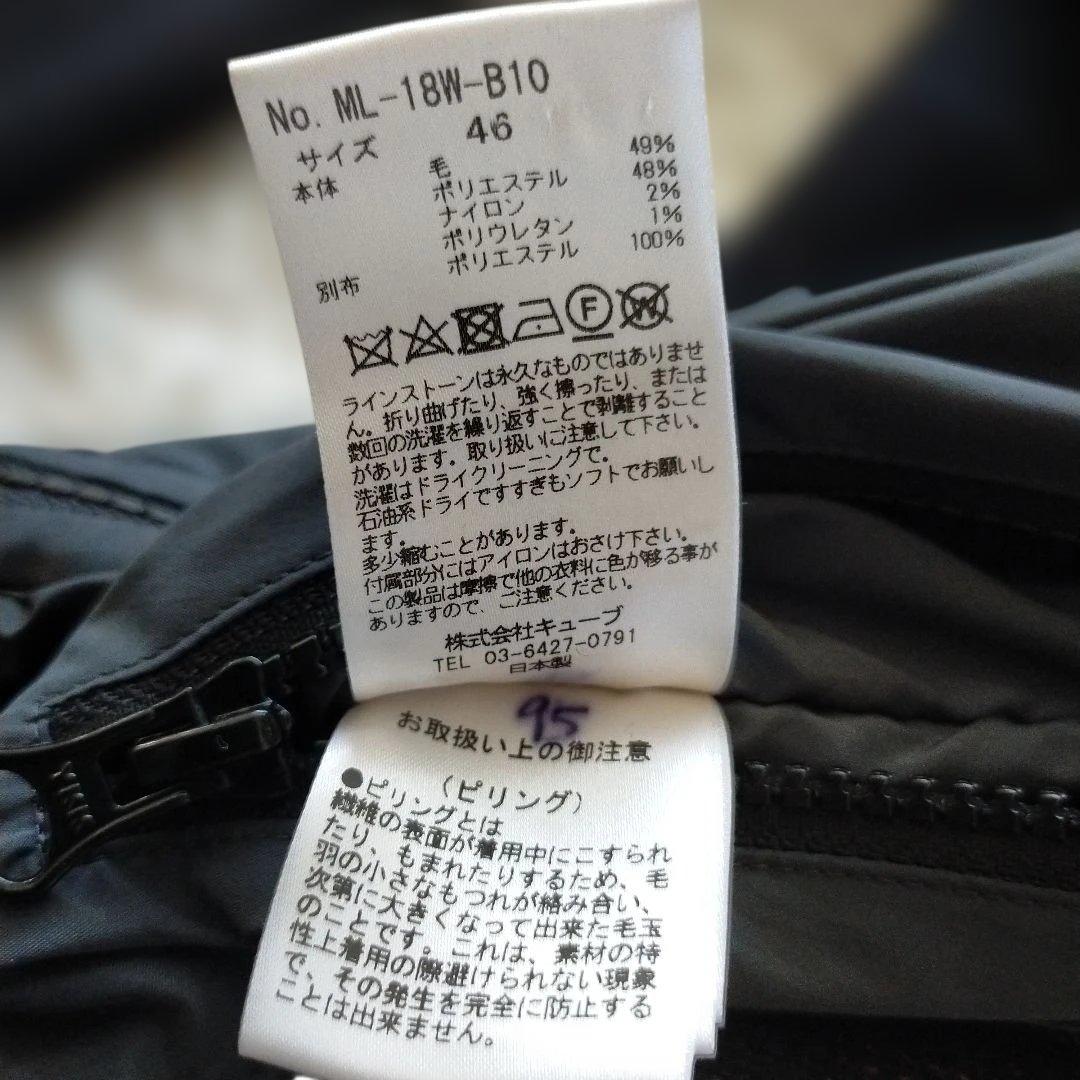 No. ML-18W-B10
サイズ 46
本体 毛 49%
ポリエステル 48%
ナイロン 2%
ポリウレタン 1%
別布 ポリエステル 100%
F W
ラインストーンは永久なものではありませ
ん。折り曲げたり、強く擦ったり、または
数回の洗濯を繰り返すことで剥離すること
があります。取り扱いに注意して下さい。
洗濯はドライクリーニングで。
石油系ドライですすぎもソフトでお願いし
ます。
多少縮むことがあります。
付属部分にはアイロンはおさけ下さい。
この製品は摩擦で他の衣料に色が移る事が
ありますので、ご注意ください。
株式会社キューブ
TEL 03-6427-0791
日本製
95
お取扱い上の御注意
(ピリング)
●ピリングとは
繊維の表面が着用中にこすられ
たり、もまれたりするため、毛
羽の小さなもつれが絡み合い、
次第に大きくなって出来た毛玉
のことです。これは、素材の特
性上着用の際避けられない現象
で、その発生を完全に防止する
ことは出来ません。
YKK